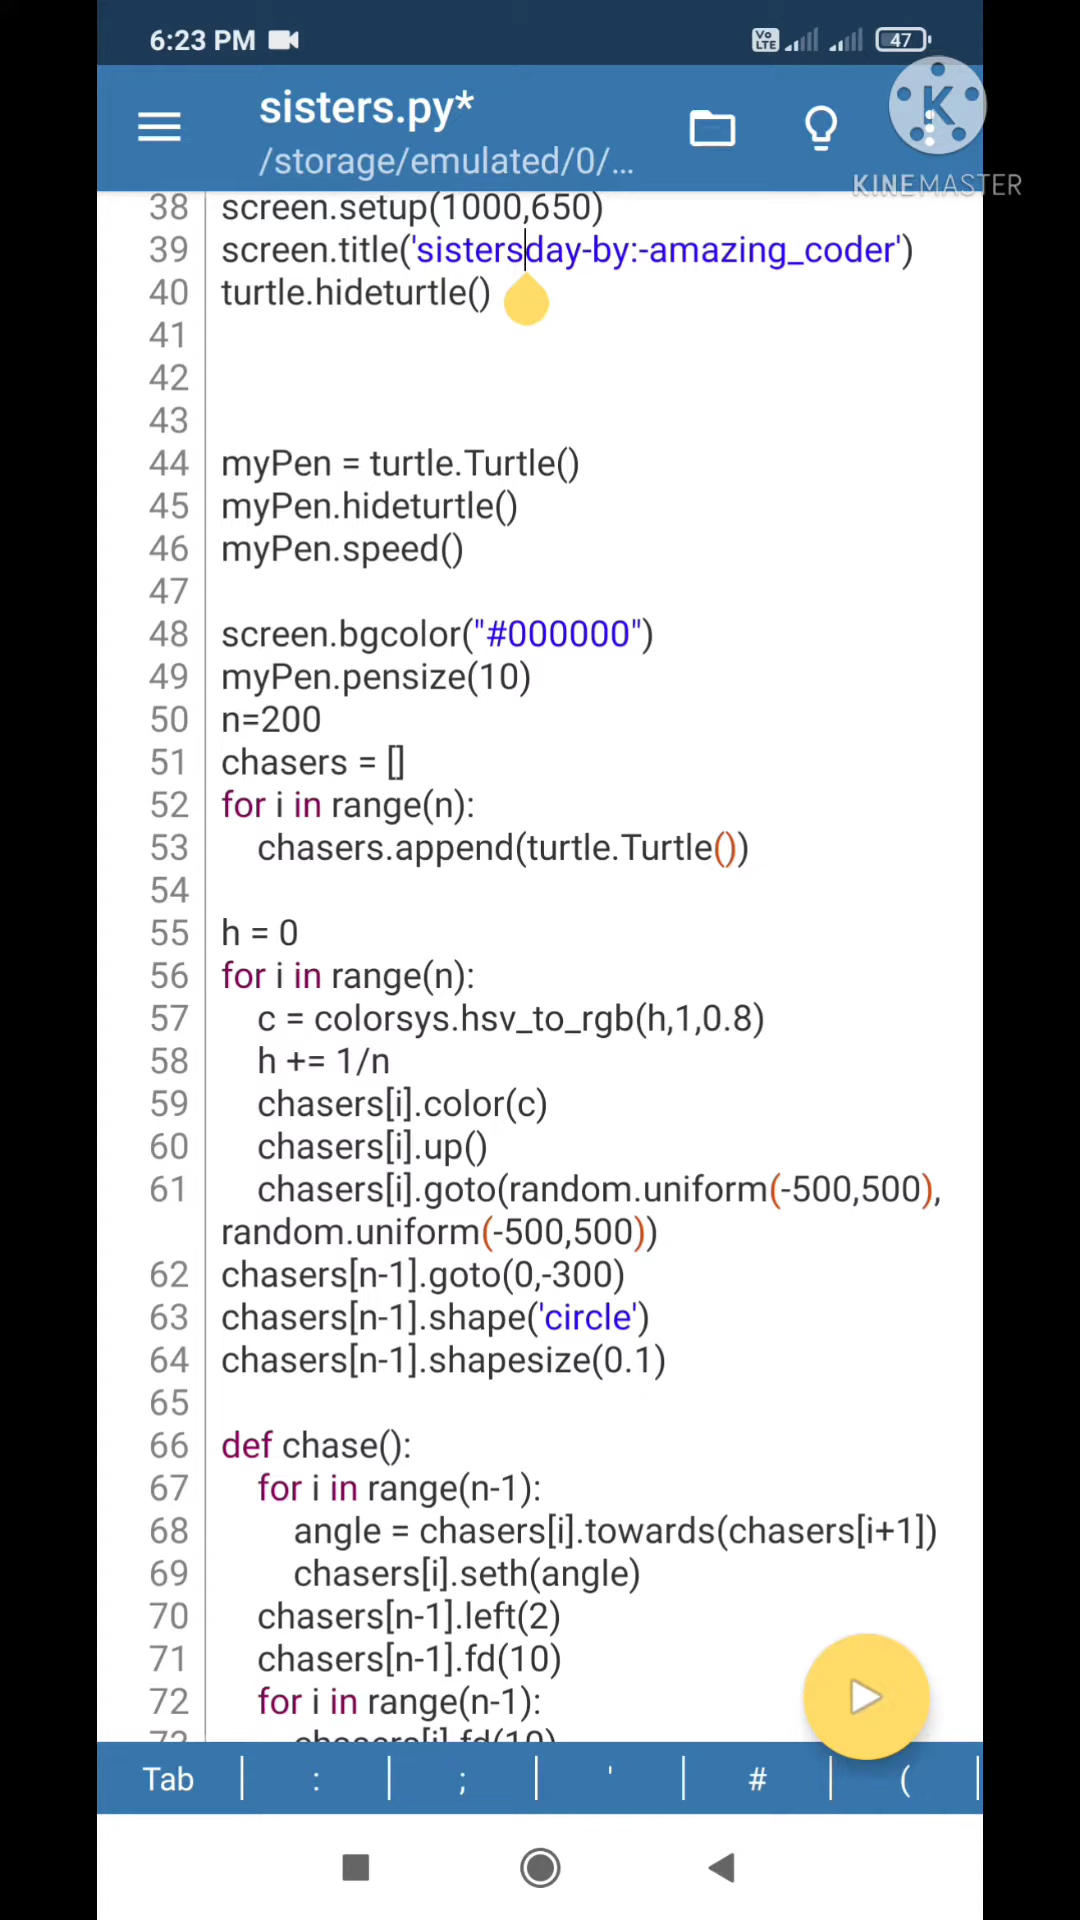 6:23 PM
Vo LTE
47
sisters.py*
/storage/emulated/0/...
K
KINEMASTER
38 screen.setup(1000,650)
39 screen.title('sistersday-by:-amazing_coder')
40 turtle.hideturtle()
41
42
43
44 myPen = turtle.Turtle()
45 myPen.hideturtle()
46 myPen.speed()
47
48 screen.bgcolor("#000000")
49 myPen.pensize(10)
50 n=200
51 chasers = []
52 for i in range(n):
53 chasers.append(turtle.Turtle())
54
55 h = 0
56 for i in range(n):
57 c = colorsys.hsv_to_rgb(h,1,0.8)
58 h += 1/n
59 chasers[i].color(c)
60 chasers[i].up()
61 chasers[i].goto(random.uniform(-500,500),
random.uniform(-500,500))
62 chasers[n-1].goto(0,-300)
63 chasers[n-1].shape('circle')
64 chasers[n-1].shapesize(0.1)
65
66 def chase():
67 for i in range(n-1):
68 angle = chasers[i].towards(chasers[i+1])
69 chasers[i].seth(angle)
70 chasers[n-1].left(2)
71 chasers[n-1].fd(10)
72 for i in range(n-1):
73 chasers[i].fd(10)
Tab : ; ' # (